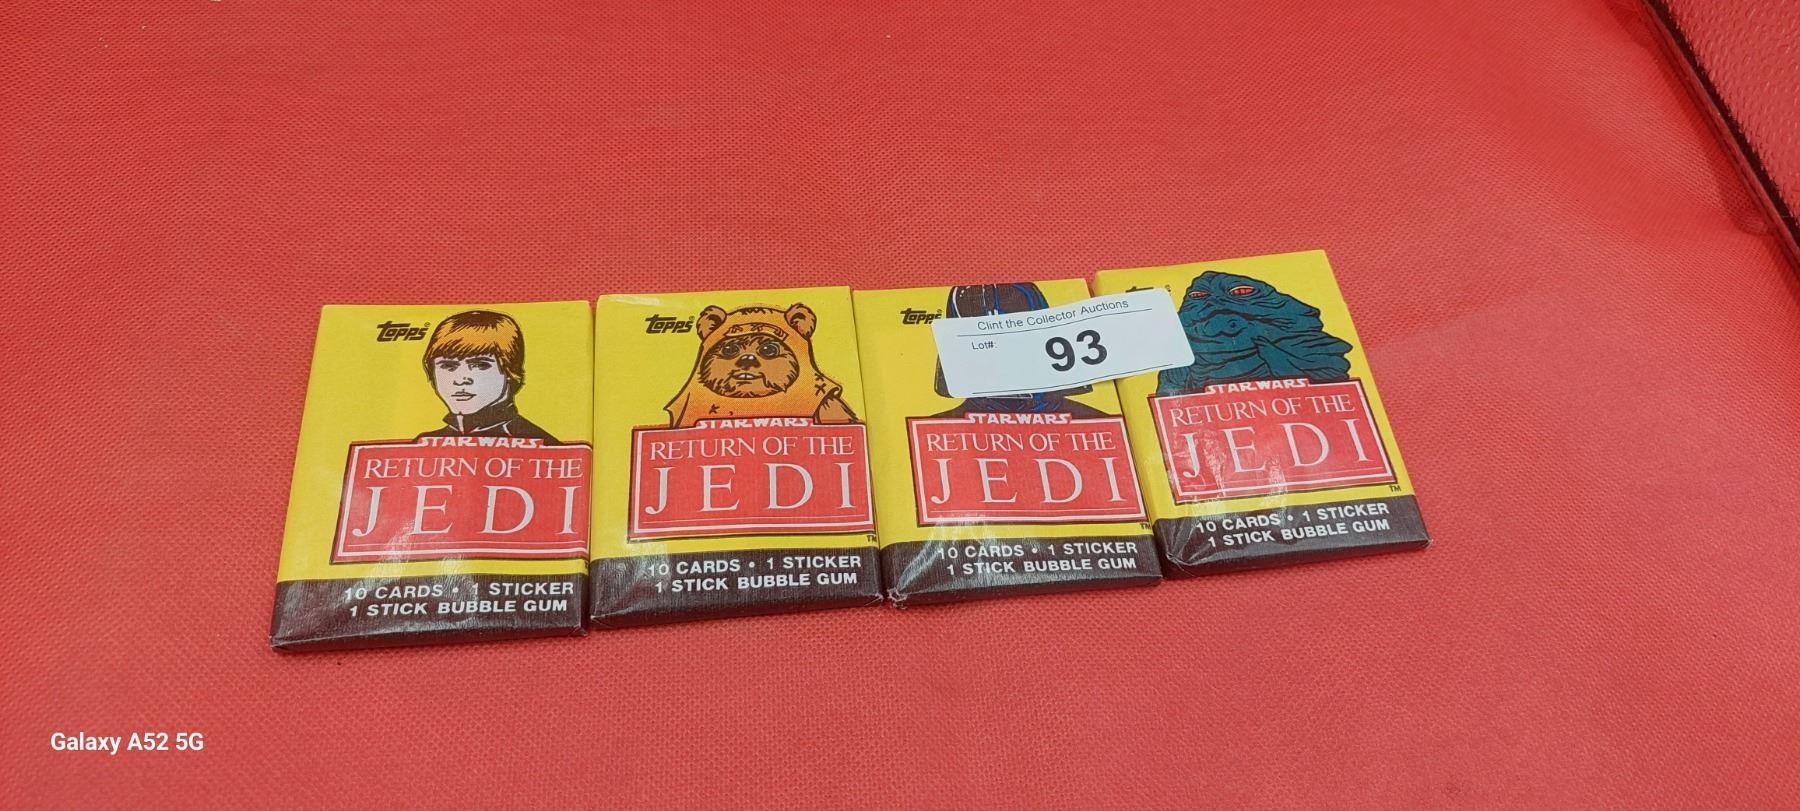 Topps®
STAR WARS
RETURN OF THE
JEDI
10 CARDS • 1 STICKER
1 STICK BUBBLE GUM
Topps®
STAR WARS
RETURN OF THE
JEDI
TM
10 CARDS • 1 STICKER
1 STICK BUBBLE GUM
Topps
STAR WARS
RETURN OF THE
JEDI
TM
10 CARDS • 1 STICKER
1 STICK BUBBLE GUM
Clint the Collector Auctions
Lot#:
93
STAR WARS
RETURN OF THE
JEDI
TM
10 CARDS • 1 STICKER
1 STICK BUBBLE GUM
Galaxy A52 5G